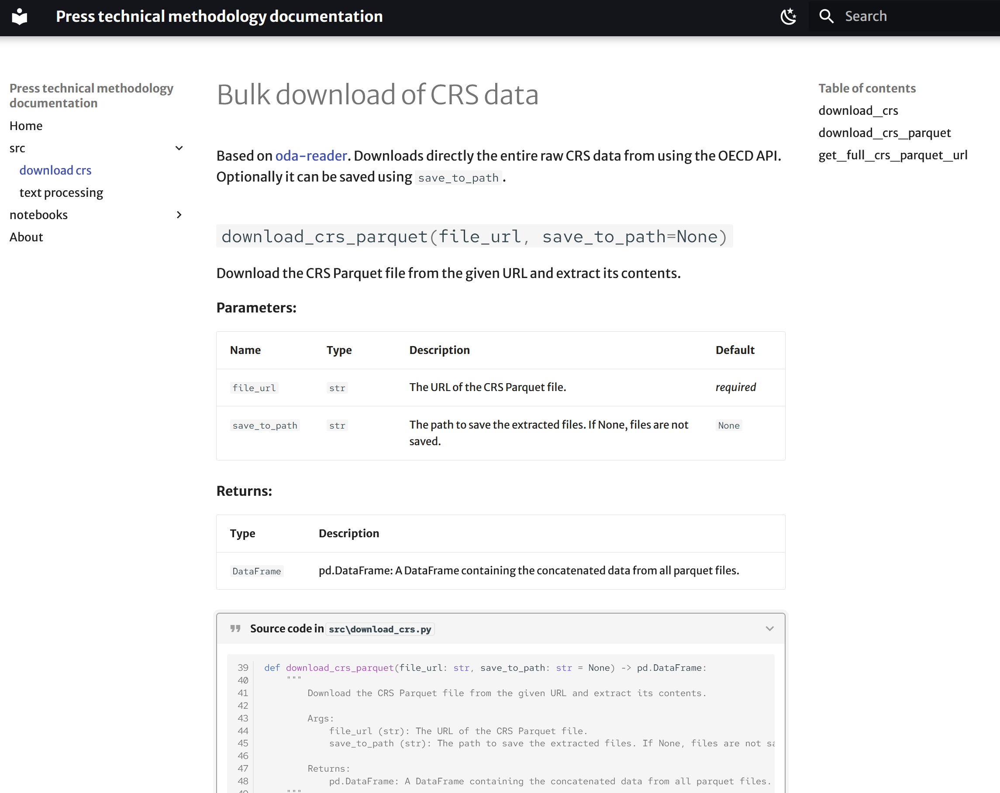 Press technical methodology documentation
Search
Press technical methodology
documentation
Home
src
download crs
text processing
notebooks
About
Bulk download of CRS data
Based on oda-reader. Downloads directly the entire raw CRS data from using the OECD API.
Optionally it can be saved using save_to_path.
download_crs_parquet(file_url, save_to_path=None)
Download the CRS Parquet file from the given URL and extract its contents.
Parameters:
Name Type Description Default
file_url str The URL of the CRS Parquet file. required
save_to_path str The path to save the extracted files. If None, files are not None
saved.
Returns:
Type Description
DataFrame pd.DataFrame: A DataFrame containing the concatenated data from all parquet files.
Source code in src\download_crs.py
39 def download_crs_parquet(file_url: str, save_to_path: str = None) -> pd.DataFrame:
40 """
41 Download the CRS Parquet file from the given URL and extract its contents.
42
43 Args:
44 file_url (str): The URL of the CRS Parquet file.
45 save_to_path (str): The path to save the extracted files. If None, files are not sa
46
47 Returns:
48 pd.DataFrame: A DataFrame containing the concatenated data from all parquet files.
49 """
Table of contents
download_crs
download_crs_parquet
get_full_crs_parquet_url